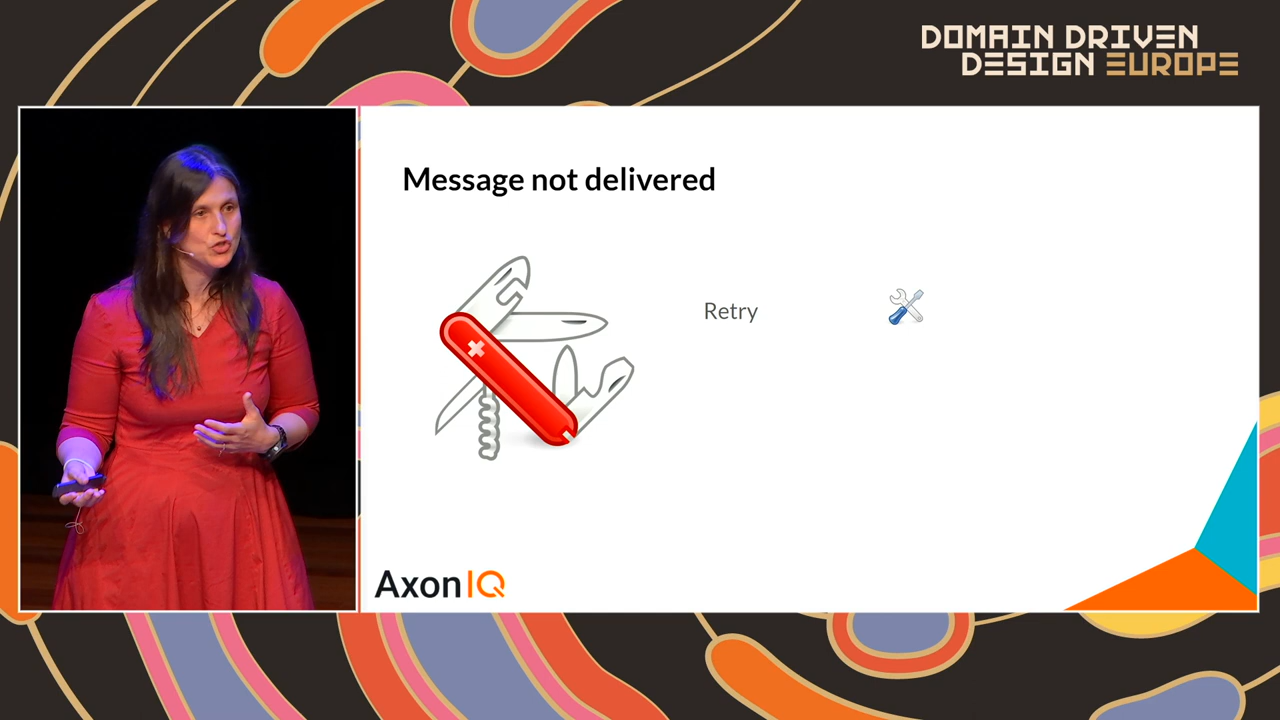 DOMAIN DRIVEN
DESIGN EUROPE
Message not delivered
Retry
AxonIQ